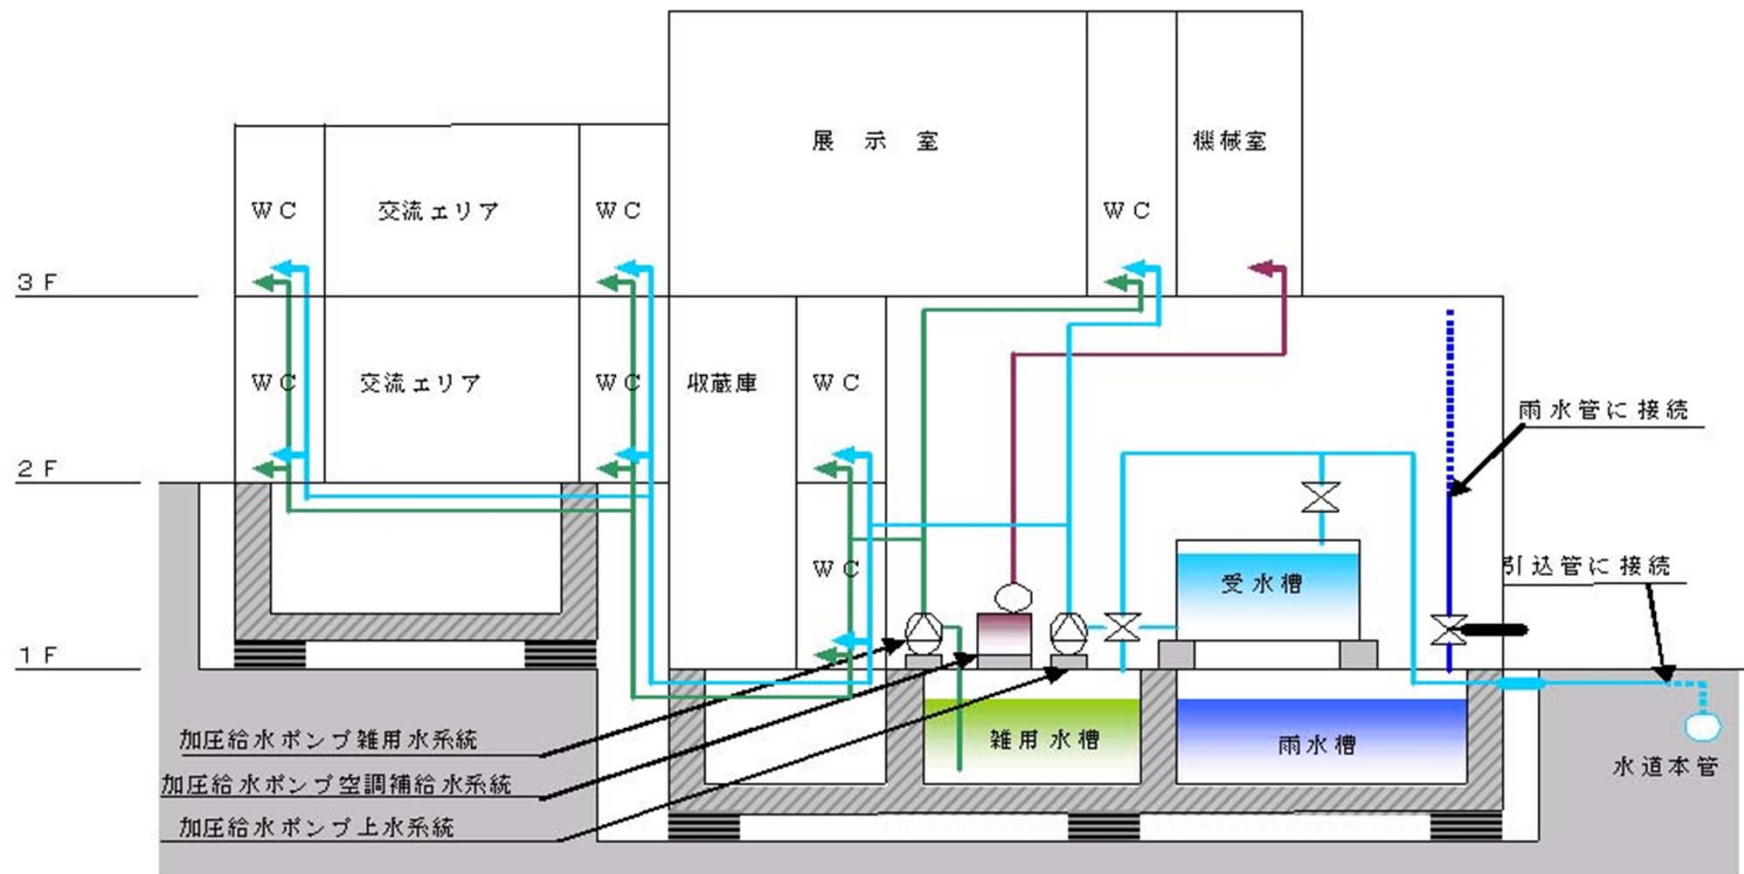 展示室
機械室
WC
交流エリア
WC
WC
3F
WC
交流エリア
WC
収蔵庫
WC
雨水管に接続
2F
引込管に接続
WC
受水槽
1F
加圧給水ポンプ雑用水系統
雑用水槽
雨水槽
水道本管
加圧給水ポンプ空調補給水系統
加圧給水ポンプ上水系統